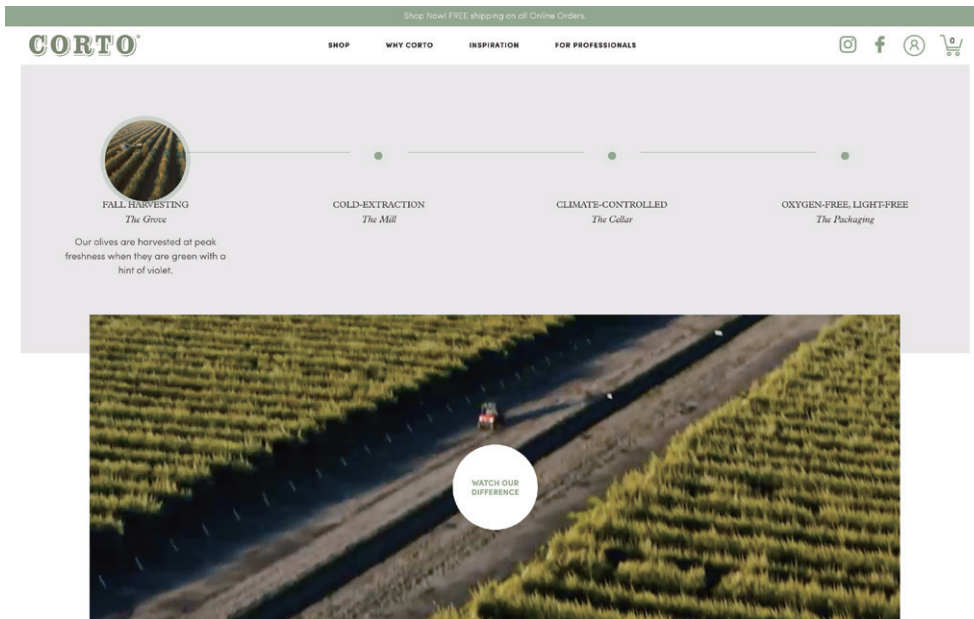 Shop Now! FREE shipping on all Online Orders.
CORTO®
SHOP
WHY CORTO
INSPIRATION
FOR PROFESSIONALS
0
FALL HARVESTING
The Grove
Our olives are harvested at peak
freshness when they are green with a
hint of violet.
COLD-EXTRACTION
The Mill
CLIMATE-CONTROLLED
The Cellar
OXYGEN-FREE, LIGHT-FREE
The Packaging
WATCH OUR
DIFFERENCE